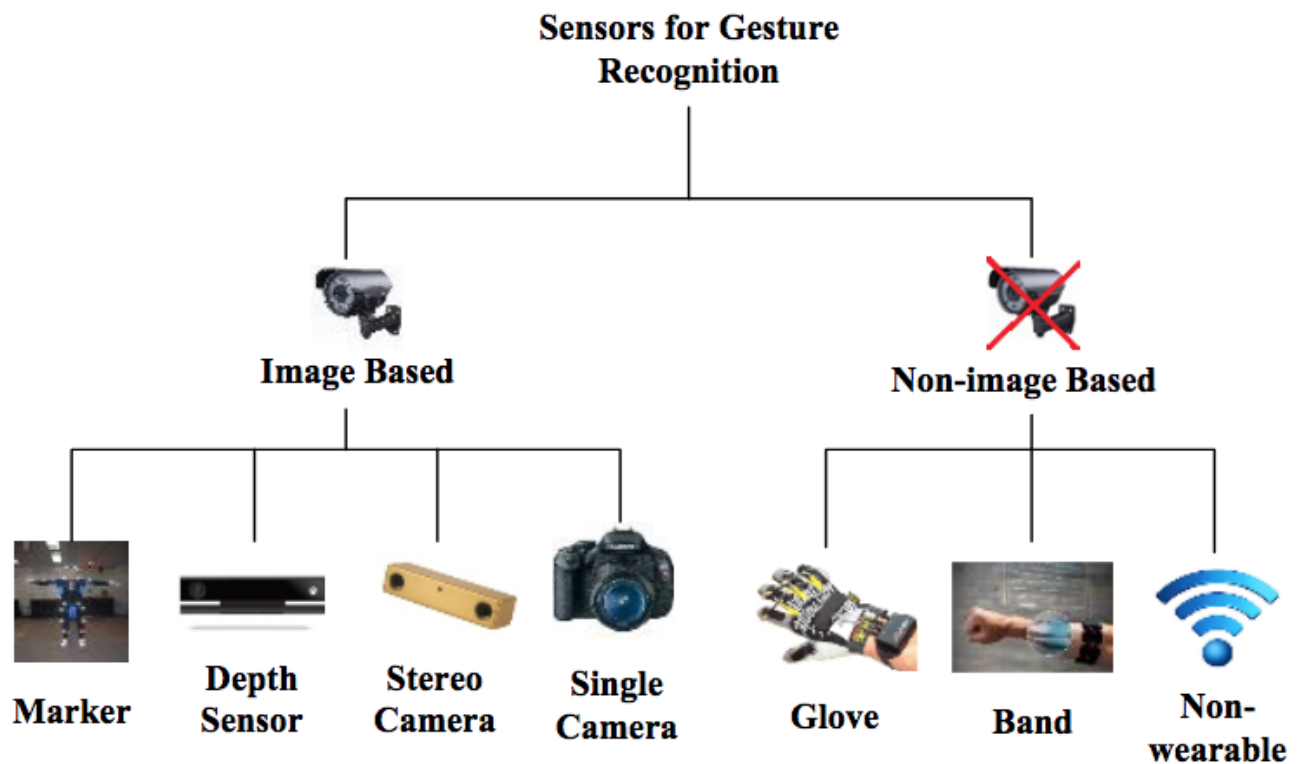 Sensors for Gesture
Recognition
Image Based
Non-image Based
Marker
Depth
Sensor
Stereo
Camera
Single
Camera
Glove
Band
Non-
wearable